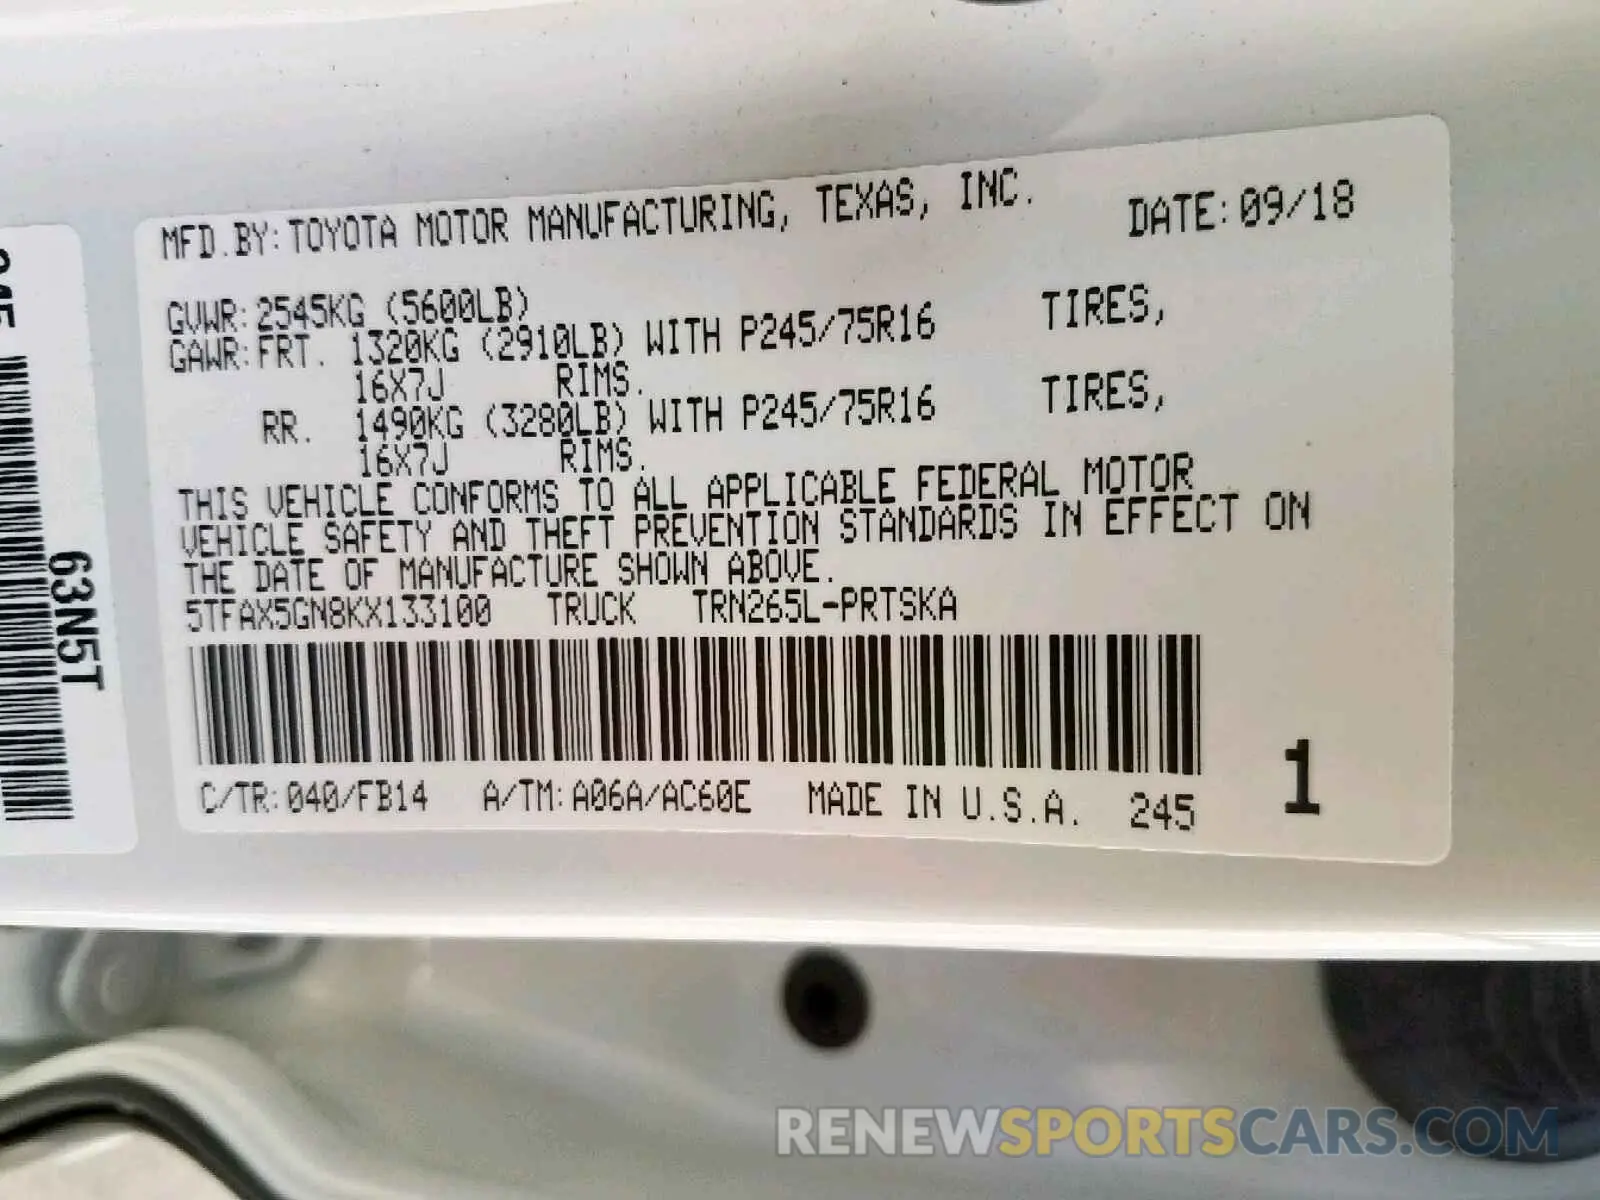 MFD.BY:TOYOTA MOTOR MANUFACTURING, TEXAS, INC. DATE:09/18
GVWR:2545KG (5600LB)
GAWR:FRT. 1320KG (2910LB) WITH P245/75R16 TIRES,
16X7J RIMS.
RR. 1490KG (3280LB) WITH P245/75R16 TIRES,
16X7J RIMS.
THIS VEHICLE CONFORMS TO ALL APPLICABLE FEDERAL MOTOR
VEHICLE SAFETY AND THEFT PREVENTION STANDARDS IN EFFECT ON
THE DATE OF MANUFACTURE SHOWN ABOVE.
5TFAX5GN8KX133100 TRUCK TRN265L-PRTSKA
C/TR:040/FB14 A/TM:A06A/AC60E MADE IN U.S.A. 245
1
63N5T
RENEWSPORTSCARS.COM